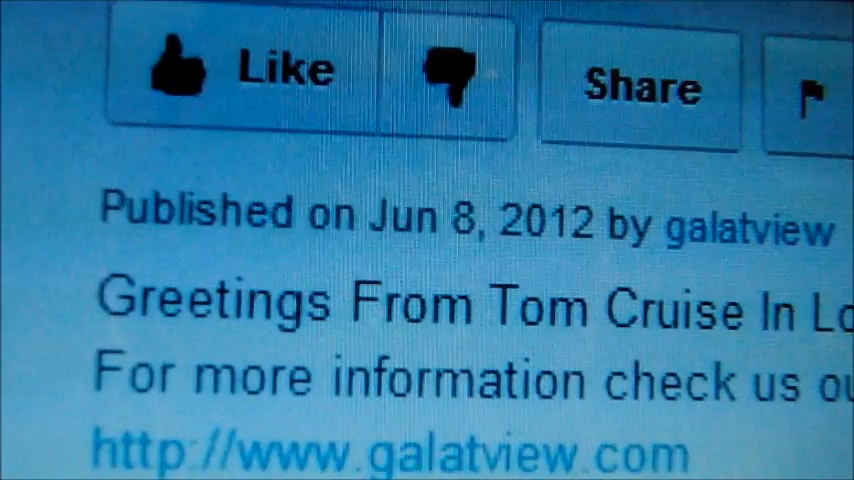 Like Share
Published on Jun 8, 2012 by galatview
Greetings From Tom Cruise In
For more information check us
http://www.galatview.com